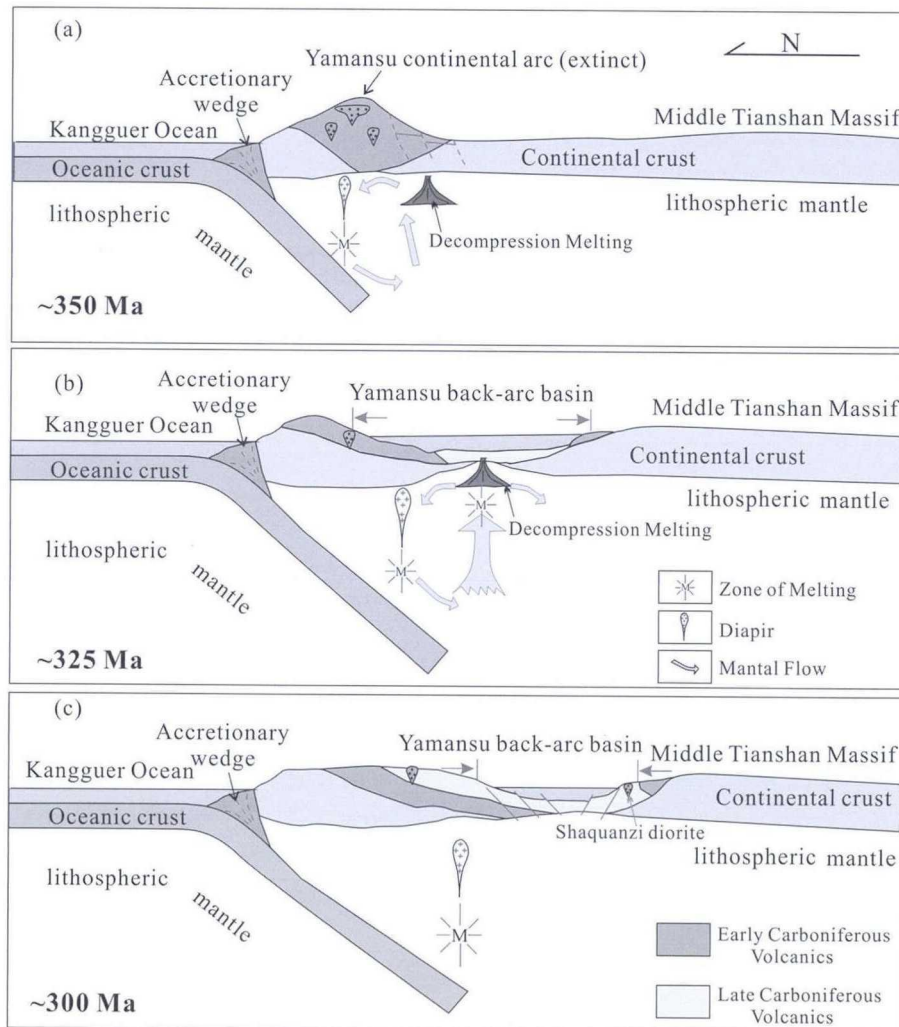 (a)
N
Yamansu continental arc (extinct)
Accretionary
wedge
Kangguer Ocean
Middle Tianshan Massif
Oceanic crust
Continental crust
lithospheric
mantle
lithospheric mantle
M
Decompression Melting
~350 Ma
(b)
Accretionary
wedge
Yamansu back-arc basin
Kangguer Ocean
Middle Tianshan Massif
Oceanic crust
Continental crust
lithospheric mantle
M
Decompression Melting
lithospheric
mantle
M
M Zone of Melting
Diapir
Mantal Flow
~325 Ma
(c)
Accretionary
wedge
Yamansu back-arc basin
Kangguer Ocean
Middle Tianshan Massif
Oceanic crust
Continental crust
Shaquanzi diorite
lithospheric mantle
lithospheric
mantle
M
Early Carboniferous
Volcanics
Late Carboniferous
Volcanics
~300 Ma